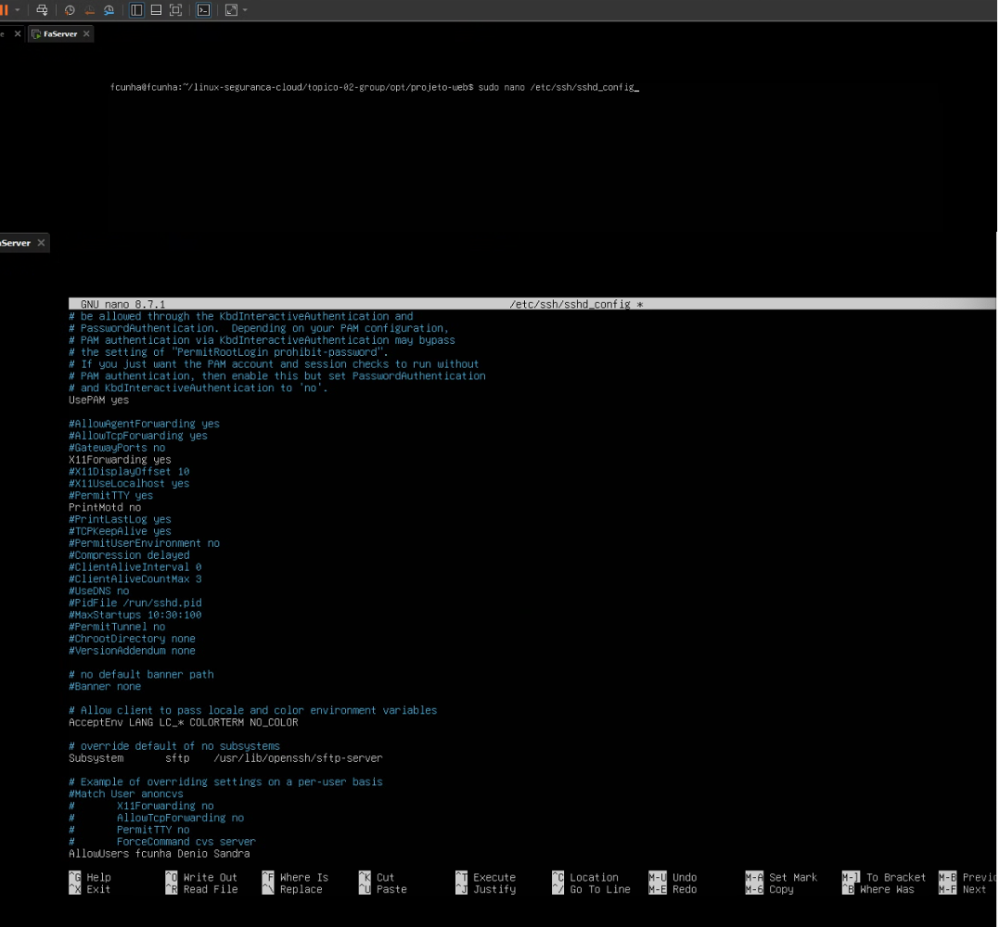 e ✕ FaServer ✕
fcunha@fcunha:~/linux-seguranca-cloud/topico-02-group/opt/projeto-web$ sudo nano /etc/ssh/sshd_config_
aServer ✕
GNU nano 8.7.1 /etc/ssh/sshd_config *
# be allowed through the KbdInteractiveAuthentication and
# PasswordAuthentication.  Depending on your PAM configuration,
# PAM authentication via KbdInteractiveAuthentication may bypass
# the setting of "PermitRootLogin prohibit-password".
# If you just want the PAM account and session checks to run without
# PAM authentication, then enable this but set PasswordAuthentication
# and KbdInteractiveAuthentication to 'no'.
UsePAM yes
#AllowAgentForwarding yes
#AllowTcpForwarding yes
#GatewayPorts no
X11Forwarding yes
#X11DisplayOffset 10
#X11UseLocalhost yes
#PermitTTY yes
PrintMotd no
#PrintLastLog yes
#TCPKeepAlive yes
#PermitUserEnvironment no
#Compression delayed
#ClientAliveInterval 0
#ClientAliveCountMax 3
#UseDNS no
#PidFile /run/sshd.pid
#MaxStartups 10:30:100
#PermitTunnel no
#ChrootDirectory none
#VersionAddendum none
# no default banner path
#Banner none
# Allow client to pass locale and color environment variables
AcceptEnv LANG LC_* COLORTERM NO_COLOR
# override default of no subsystems
Subsystem       sftp    /usr/lib/openssh/sftp-server
# Example of overriding settings on a per-user basis
#Match User anoncvs
#       X11Forwarding no
#       AllowTcpForwarding no
#       PermitTTY no
#       ForceCommand cvs server
AllowUsers fcunha Denio Sandra
^G Help ^O Write Out ^F Where Is ^K Cut ^T Execute ^C Location M-U Undo M-A Set Mark M-] To Bracket M-B Previo
^X Exit ^R Read File ^\ Replace ^U Paste ^J Justify ^/ Go To Line M-E Redo M-6 Copy ^B Where Was M-F Next